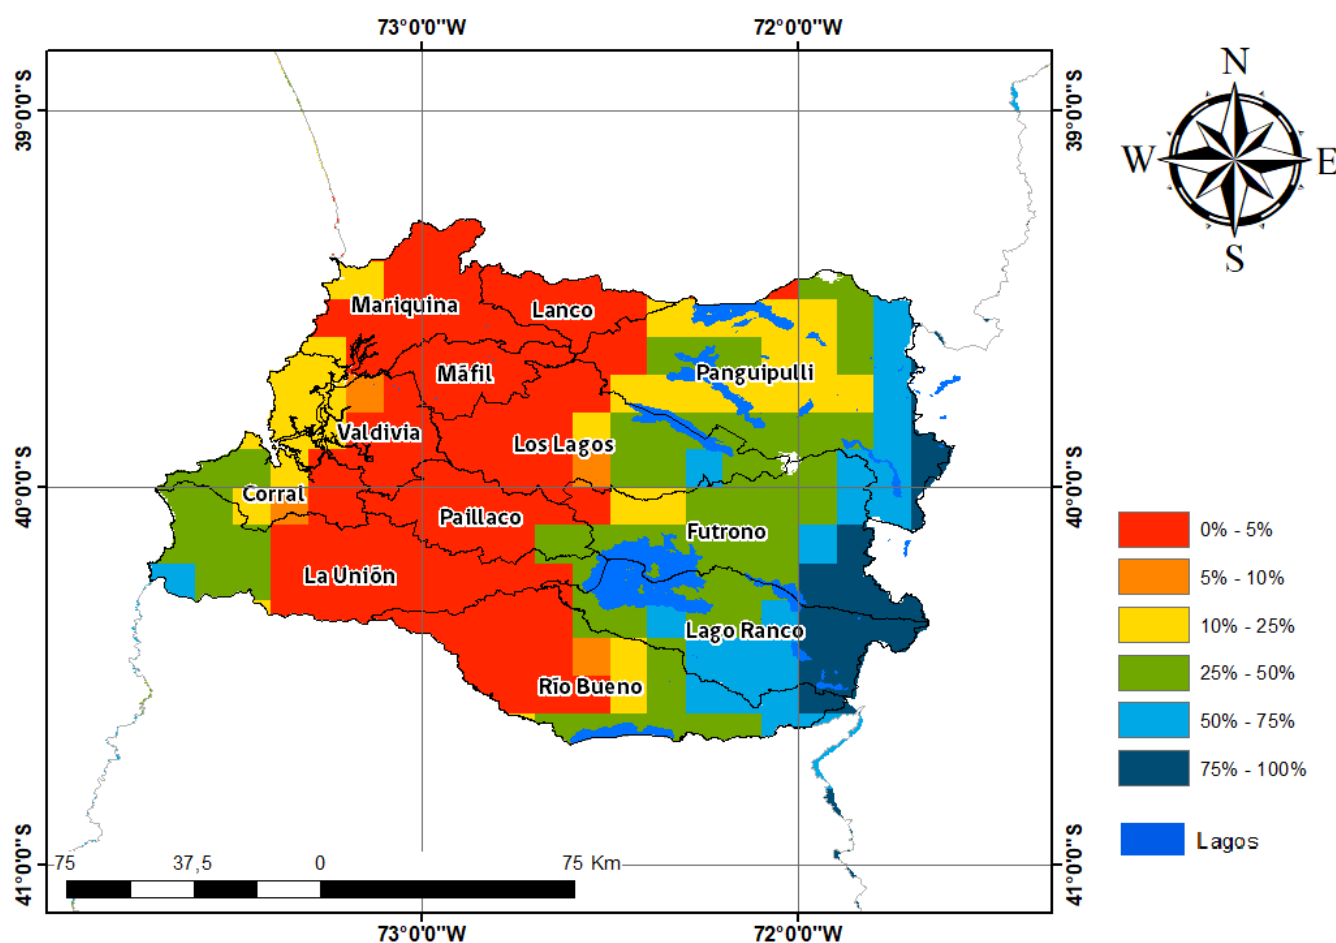 73°0'0"W
72°0'0"W
39°0'0"S
39°0'0"S
N
W
E
S
Mariquina
Lanco
Máfil
Panguipulli
Valdivia
Los Lagos
Corral
40°0'0"S
40°0'0"S
Paillaco
Futrono
La Unión
Lago Ranco
Río Bueno
0% - 5%
5% - 10%
10% - 25%
25% - 50%
50% - 75%
75% - 100%
Lagos
75
37,5
0
75 Km
41°0'0"S
41°0'0"S
73°0'0"W
72°0'0"W